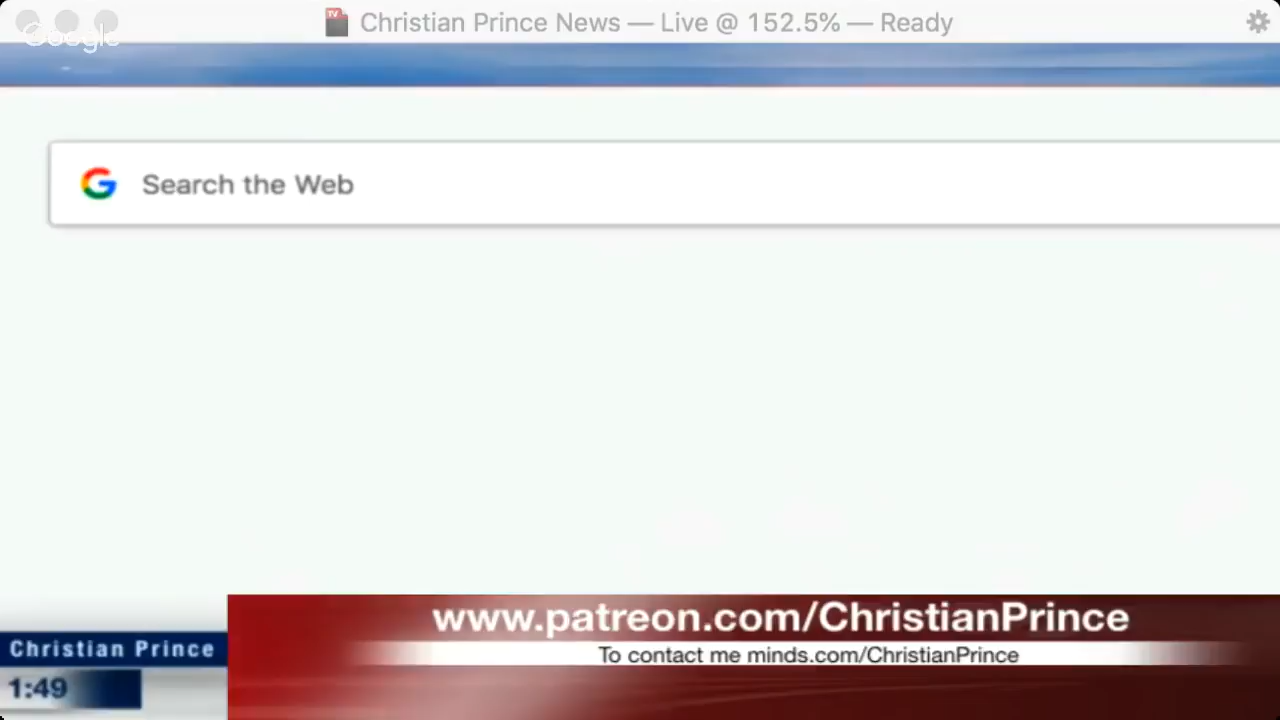 Christian Prince News — Live @ 152.5% — Ready
Google
G Search the Web
www.patreon.com/ChristianPrince
To contact me minds.com/ChristianPrince
Christian Prince
1:49